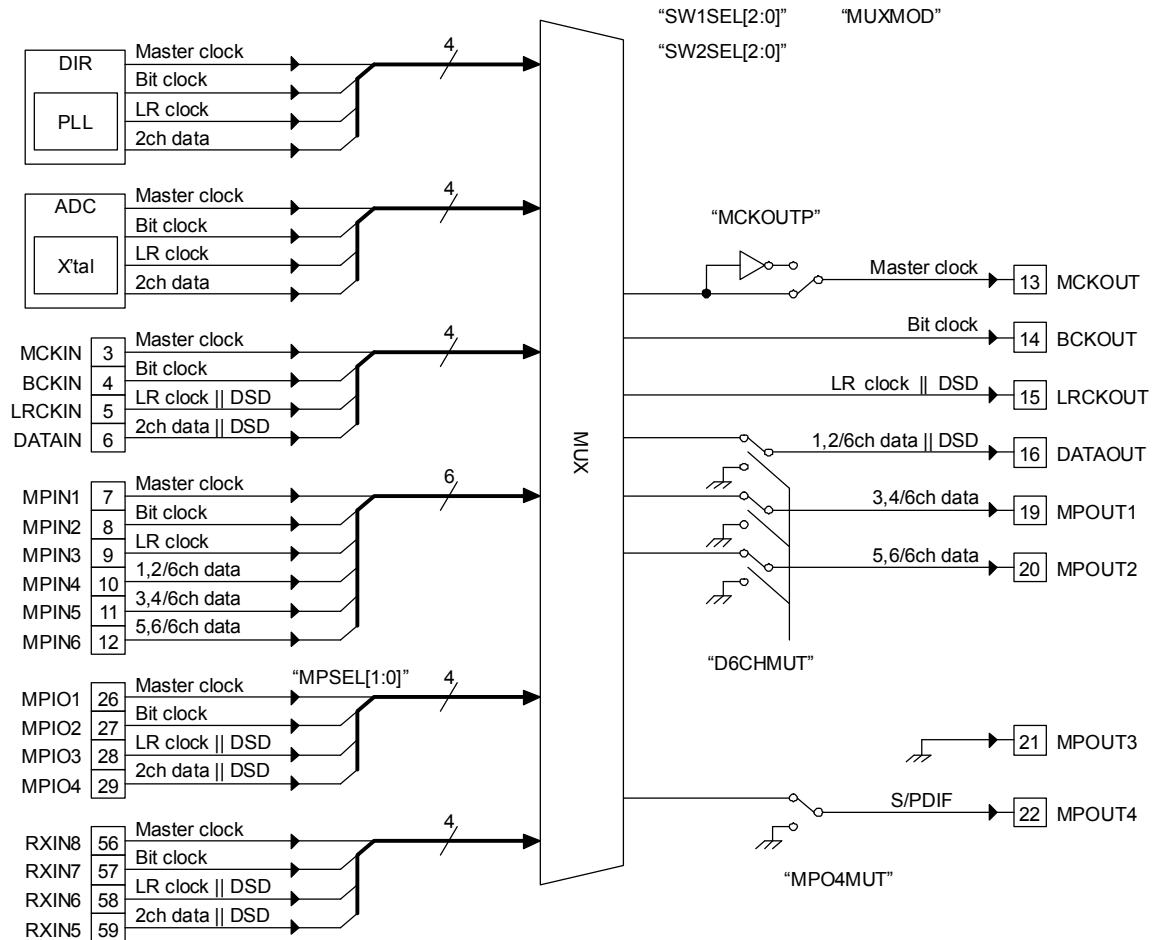 “SW1SEL[2:0]” “MUXMOD”
“SW2SEL[2:0]”
DIR
PLL
Master clock
Bit clock
LR clock
2ch data
4
ADC
X'tal
Master clock
Bit clock
LR clock
2ch data
4
MCKIN 3 Master clock
BCKIN 4 Bit clock
LRCKIN 5 LR clock || DSD
DATAIN 6 2ch data || DSD
4
MPIN1 7 Master clock
MPIN2 8 Bit clock
MPIN3 9 LR clock
MPIN4 10 1,2/6ch data
MPIN5 11 3,4/6ch data
MPIN6 12 5,6/6ch data
6
“MPSEL[1:0]”
MPIO1 26 Master clock
MPIO2 27 Bit clock
MPIO3 28 LR clock || DSD
MPIO4 29 2ch data || DSD
4
RXIN8 56 Master clock
RXIN7 57 Bit clock
RXIN6 58 LR clock || DSD
RXIN5 59 2ch data || DSD
4
MUX
“MCKOUTP”
Master clock 13 MCKOUT
Bit clock 14 BCKOUT
LR clock || DSD 15 LRCKOUT
1,2/6ch data || DSD 16 DATAOUT
3,4/6ch data 19 MPOUT1
5,6/6ch data 20 MPOUT2
“D6CHMUT”
21 MPOUT3
S/PDIF 22 MPOUT4
“MPO4MUT”